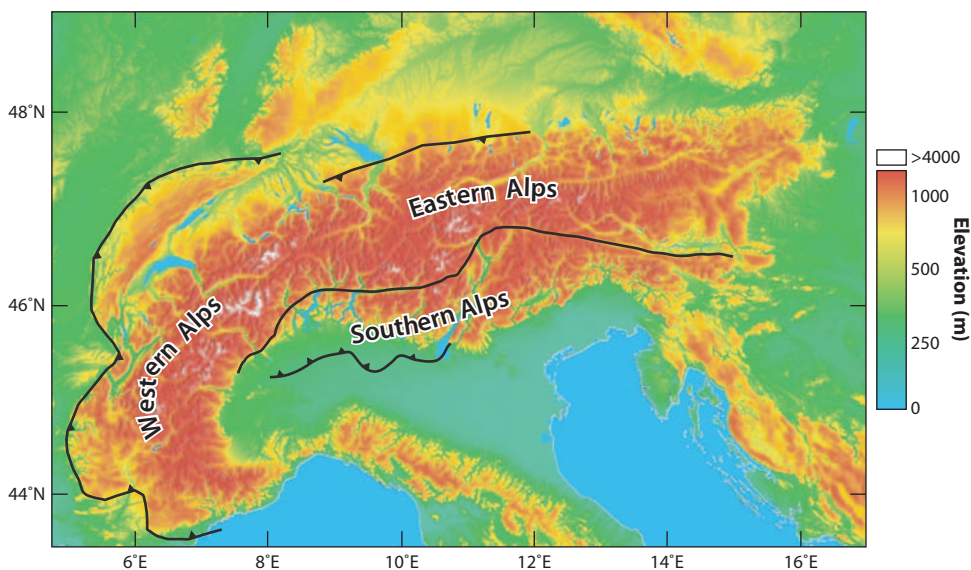 48˚N
46˚N
44˚N
6˚E
8˚E
10˚E
12˚E
14˚E
16˚E
Eastern Alps
Southern Alps
Western Alps
>4000
1000
500
250
0
Elevation (m)